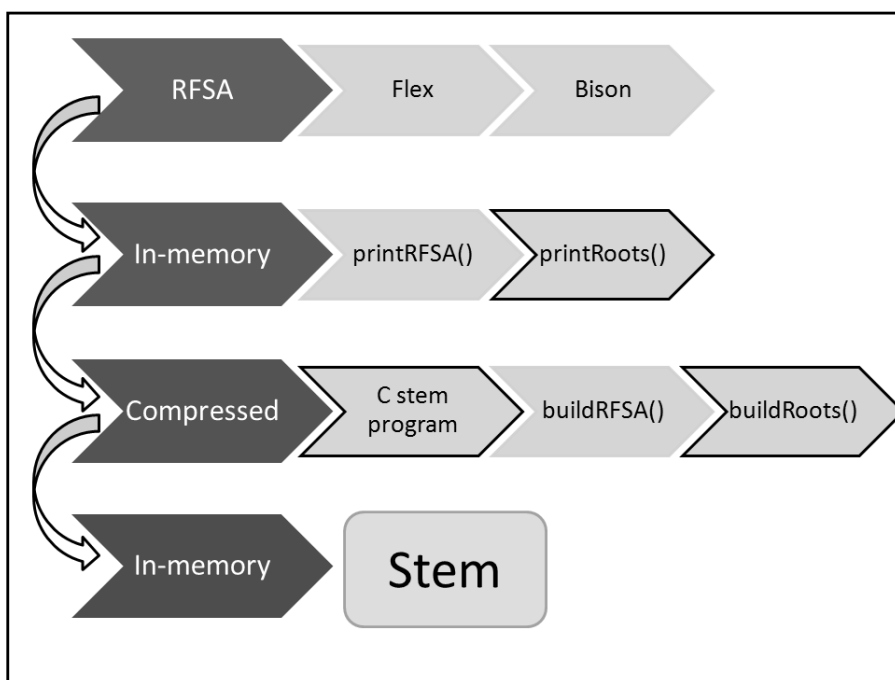 RFSA
Flex
Bison
In-memory
printRFSA()
printRoots()
Compressed
C stem
program
buildRFSA()
buildRoots()
In-memory
Stem